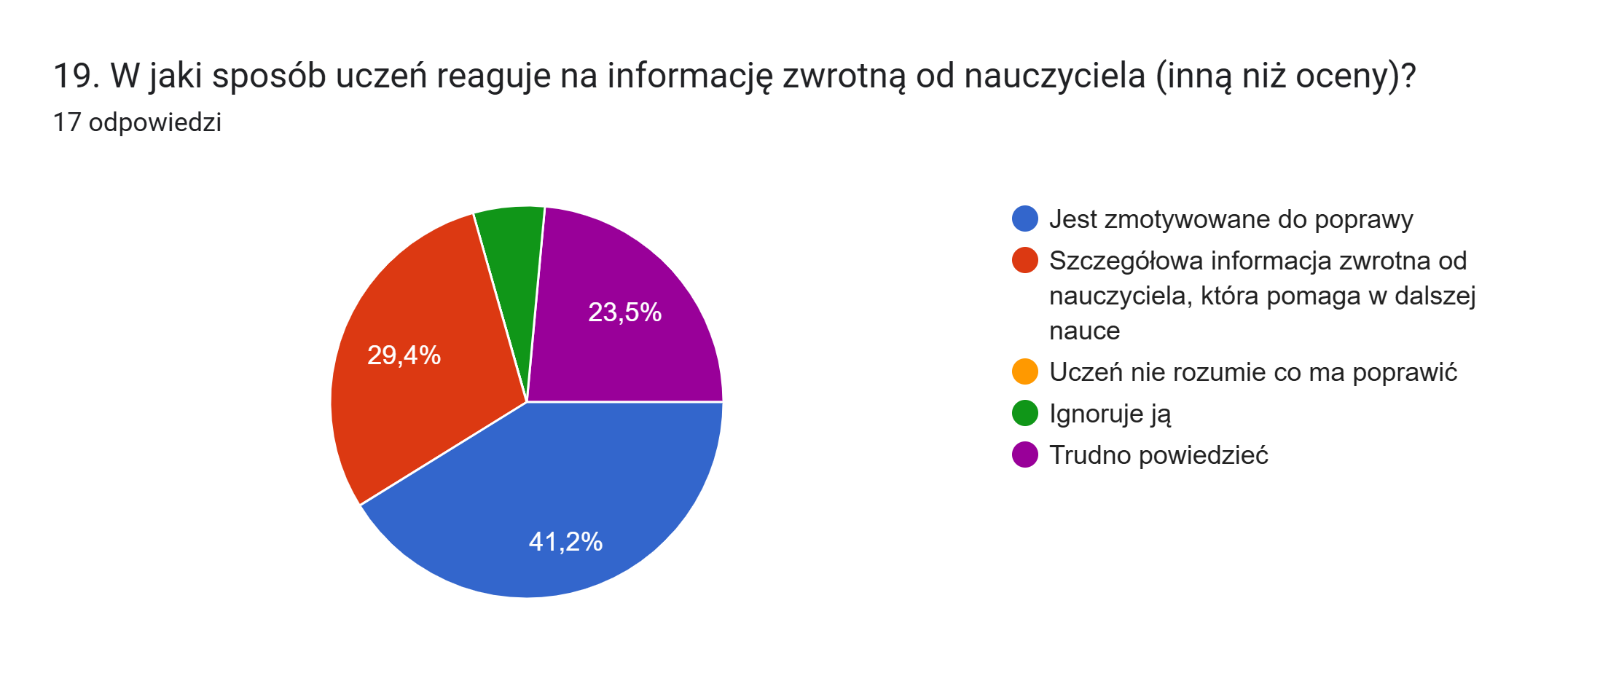 19. W jaki sposób uczeń reaguje na informację zwrotną od nauczyciela (inną niż oceny)?
17 odpowiedzi
23,5%
29,4%
41,2%
Jest zmotywowane do poprawy
Szczegółowa informacja zwrotna od
nauczyciela, która pomaga w dalszej
nauce
Uczeń nie rozumie co ma poprawić
Ignoruje ją
Trudno powiedzieć